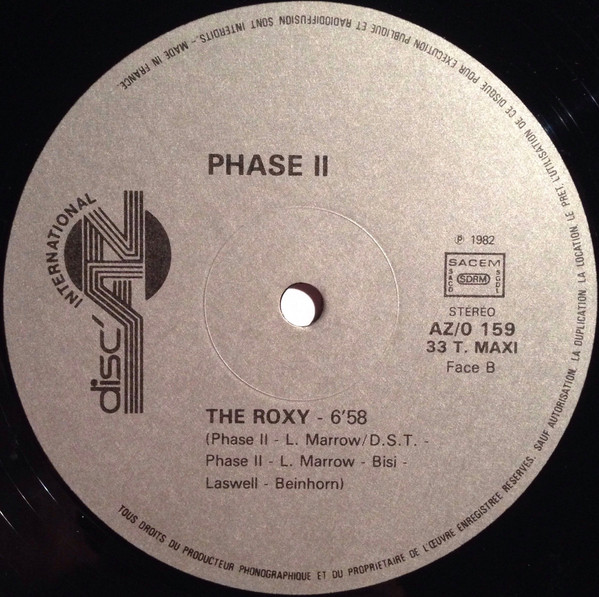 PHASE II
INTERNATIONAL
disc'AZ
℗ 1982
SACEM
SACD
SDRM
SGDL
STEREO
AZ/0 159
33 T. MAXI
Face B
THE ROXY - 6'58
(Phase II - L. Marrow/D.S.T. -
Phase II - L. Marrow - Bisi -
Laswell - Beinhorn)
TOUS DROITS DU PRODUCTEUR PHONOGRAPHIQUE ET DU PROPRIETAIRE DE L'ŒUVRE ENREGISTREE RESERVES. SAUF AUTORISATION. LA DUPLICATION. LA LOCATION. LE PRET. L'UTILISATION DE CE DISQUE POUR EXECUTION PUBLIQUE ET RADIODIFFUSION SONT INTERDITS. - MADE IN FRANCE.